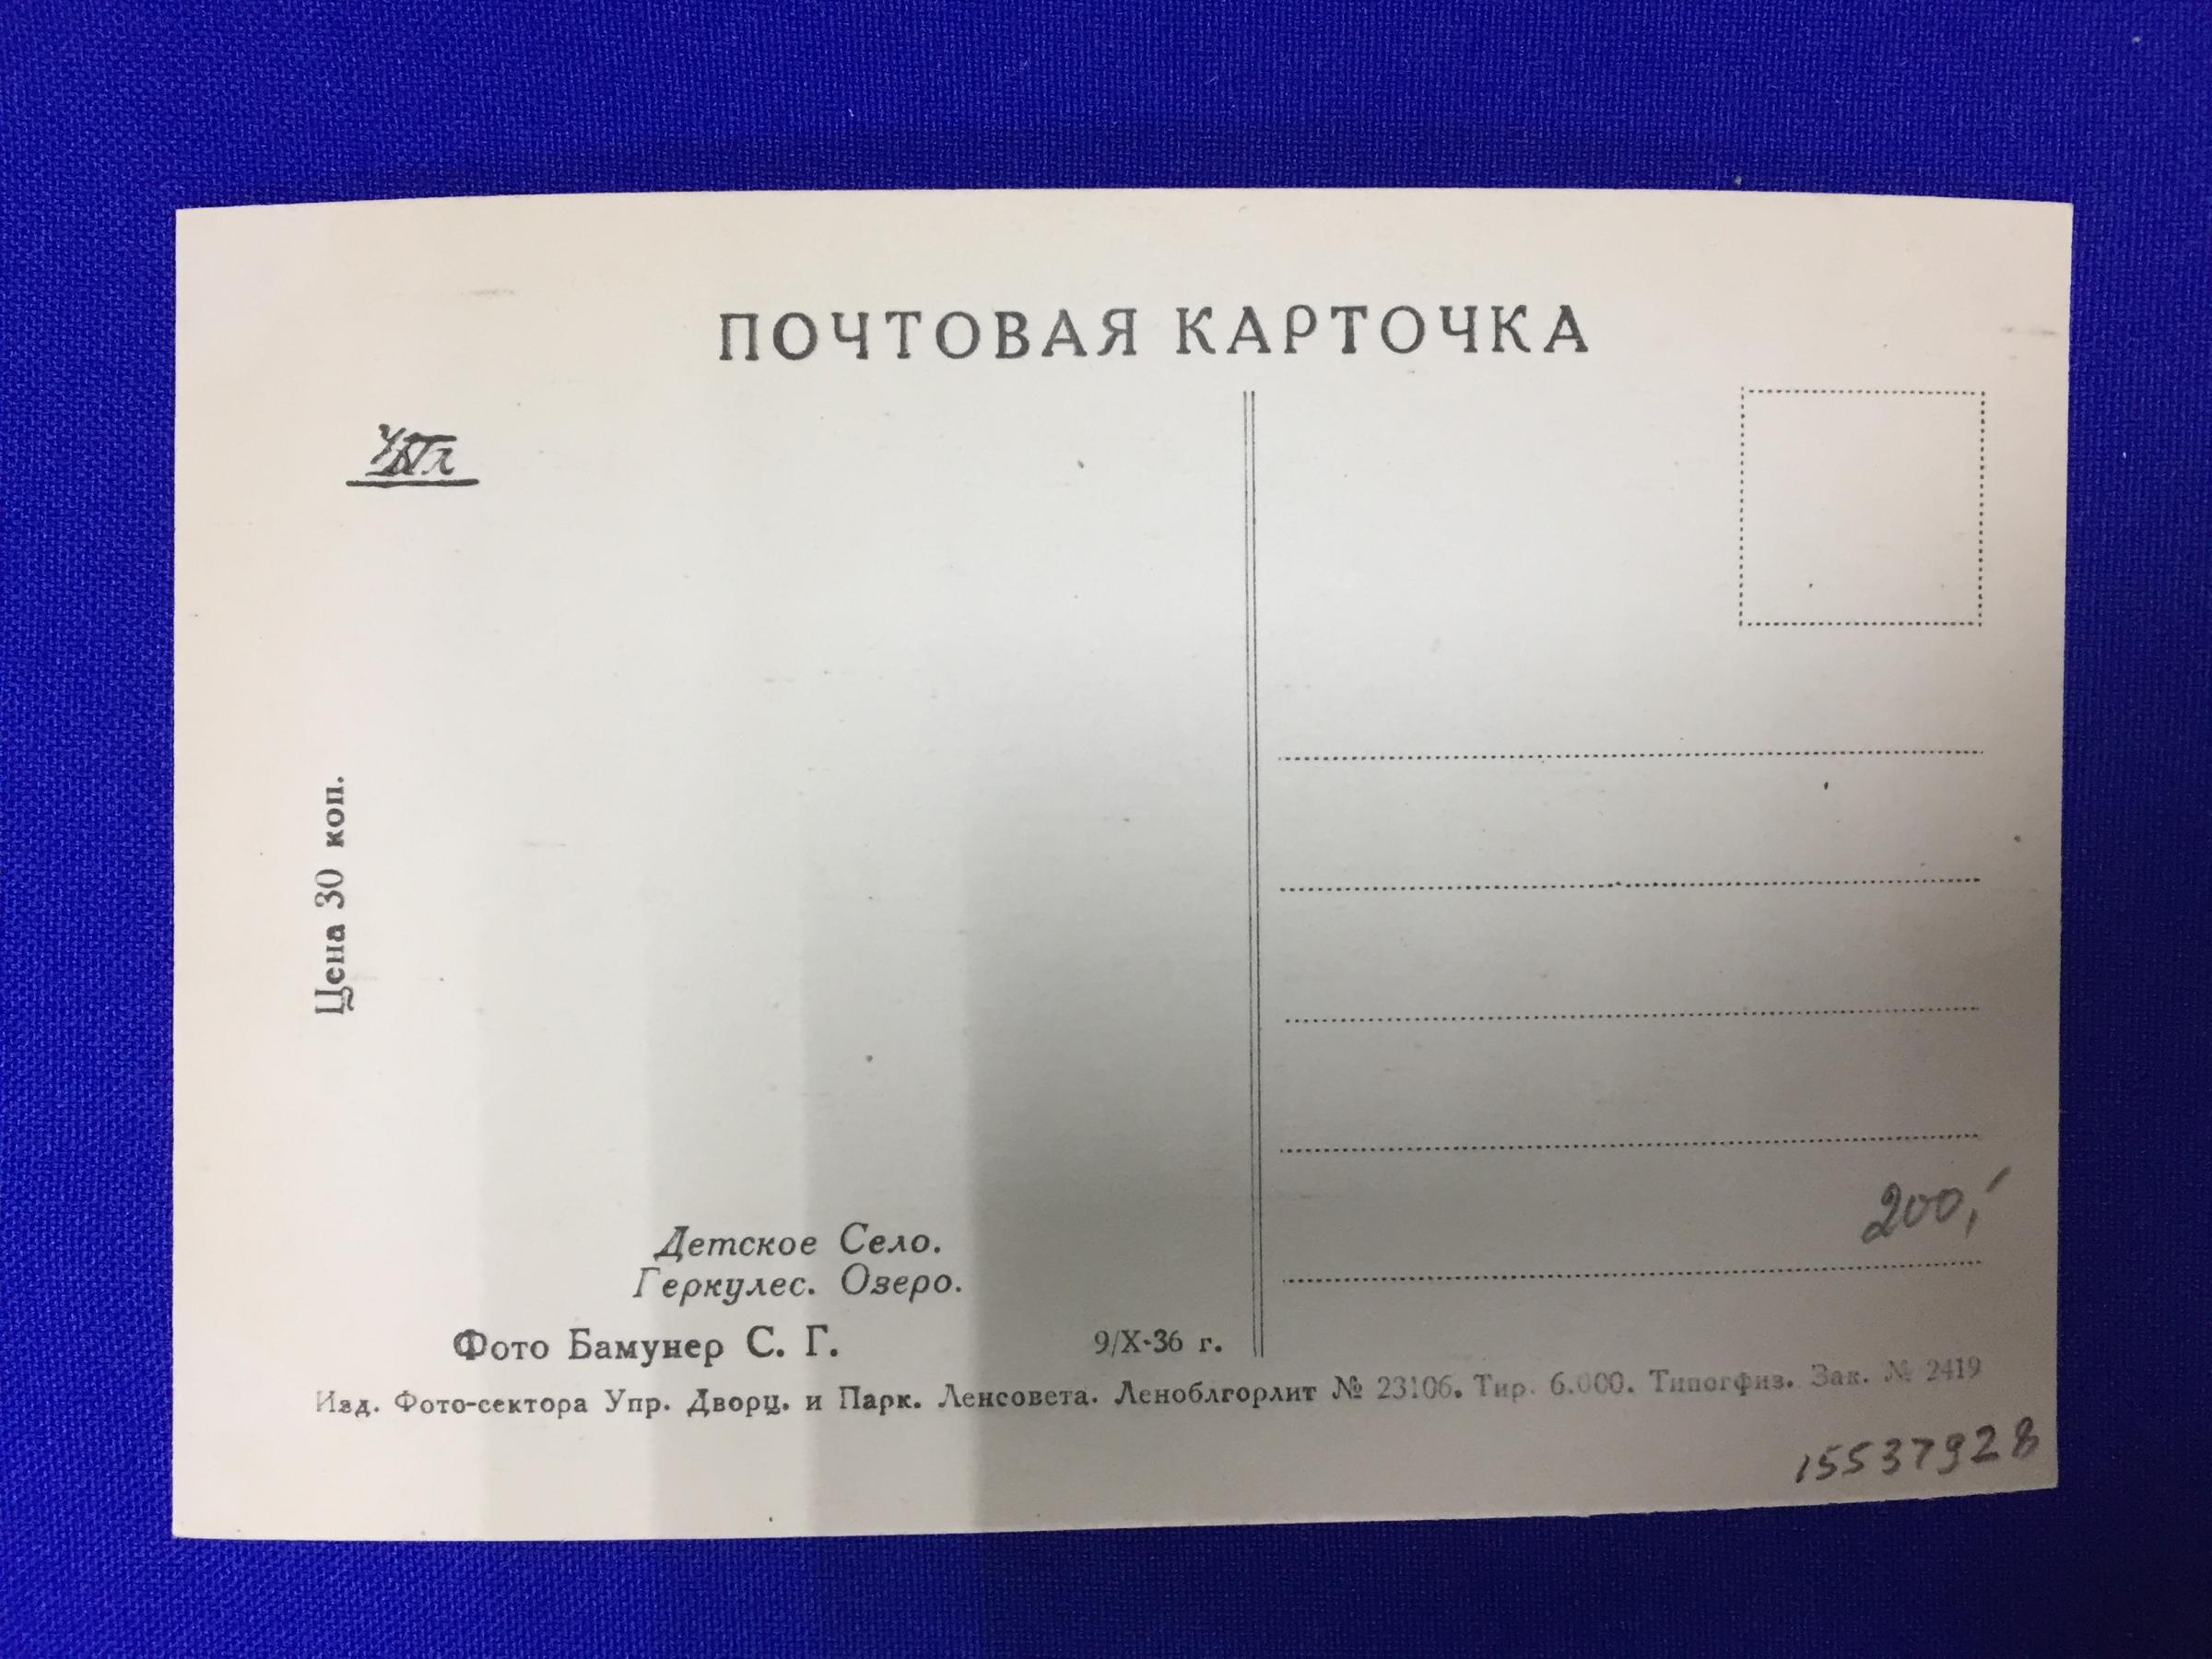 ПОЧТОВАЯ КАРТОЧКА
Цена 30 коп.
Детское Село.
Геркулес. Озеро.
Фото Бамунер С. Г.
9/X-36 г.
Изд. Фото-сектора Упр. Дворц. и Парк. Ленсовета. Леноблгорлит № 23106. Тир. 6.000. Типогфиз. Зак. № 2419
200,
15537928